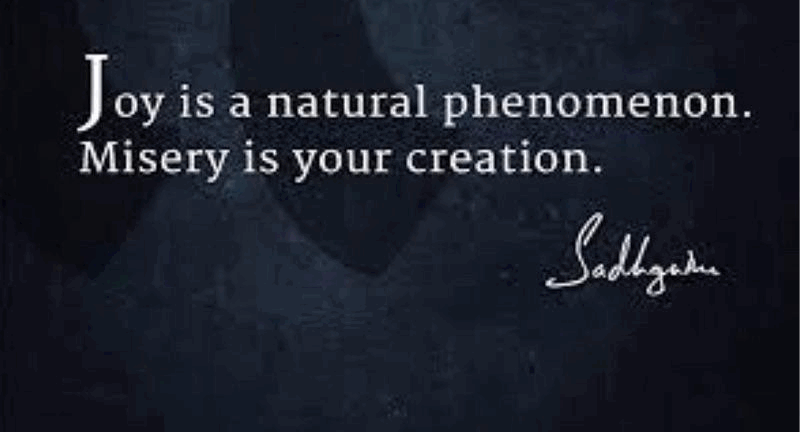 Joy is a natural phenomenon.
Misery is your creation.
Sadhguru